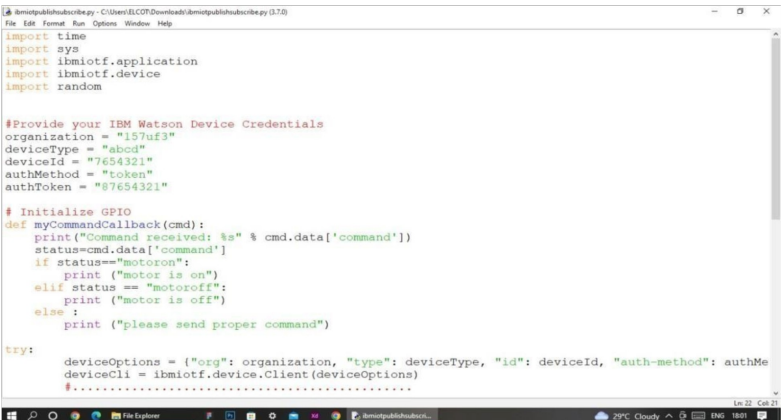 ibmiotpublishsubscribe.py - C:\Users\ELCOT\Downloads\ibmiotpublishsubscribe.py (3.7.0)
File Edit Format Run Options Window Help
import time
import sys
import ibmiotf.application
import ibmiotf.device
import random
#Provide your IBM Watson Device Credentials
organization = "157uf3"
deviceType = "abcd"
deviceId = "7654321"
authMethod = "token"
authToken = "87654321"
# Initialize GPIO
def myCommandCallback(cmd):
    print("Command received: %s" % cmd.data['command'])
    status=cmd.data['command']
    if status=="motoron":
        print ("motor is on")
    elif status == "motoroff":
        print ("motor is off")
    else :
        print ("please send proper command")
try:
        deviceOptions = {"org": organization, "type": deviceType, "id": deviceId, "auth-method": authMe
        deviceCli = ibmiotf.device.Client(deviceOptions)
        #..............................................
Ln: 22 Col: 21
File Explorer
ibmiotpublishsubscri...
29°C Cloudy
ENG
1801